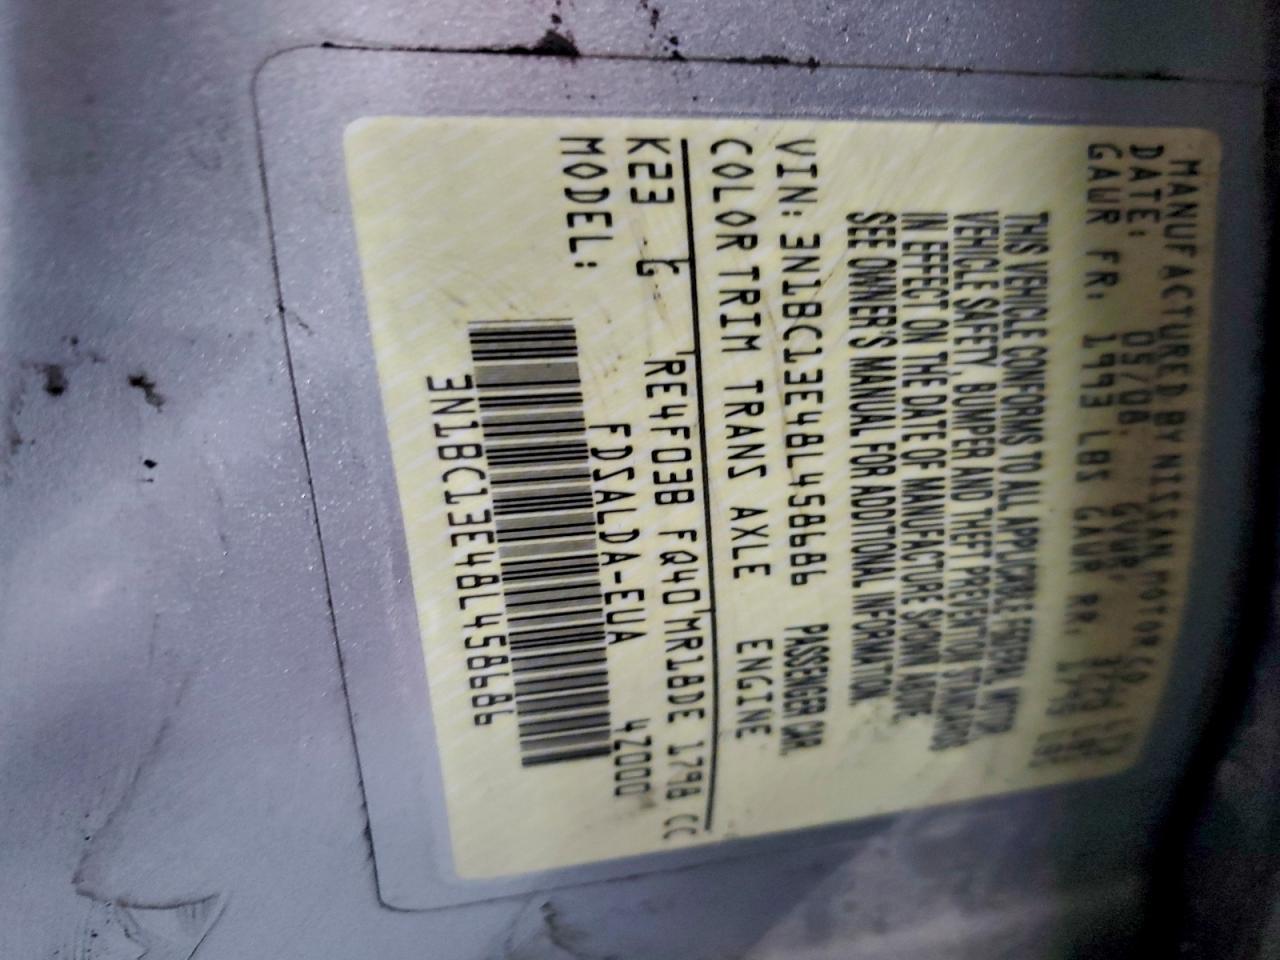 MANUFACTURED BY NISSAN MOTOR CO
DATE: 05/08 GVWR:
GAWR FR: 1993 LBS GAWR RR: 1795 LBS
THIS VEHICLE CONFORMS TO ALL APPLICABLE FEDERAL MOTOR
VEHICLE SAFETY, BUMPER AND THEFT PREVENTION STANDARDS
IN EFFECT ON THE DATE OF MANUFACTURE SHOWN ABOVE.
SEE OWNER'S MANUAL FOR ADDITIONAL INFORMATION
VIN: 3N1BC13E48L458686 PASSENGER CAR.
COLOR TRIM TRANS AXLE ENGINE
K23 G RE4F03B FQ40 MR18DE 1798 CC
MODEL: FDSALDA-EUA 4Z000
3N1BC13E48L458686